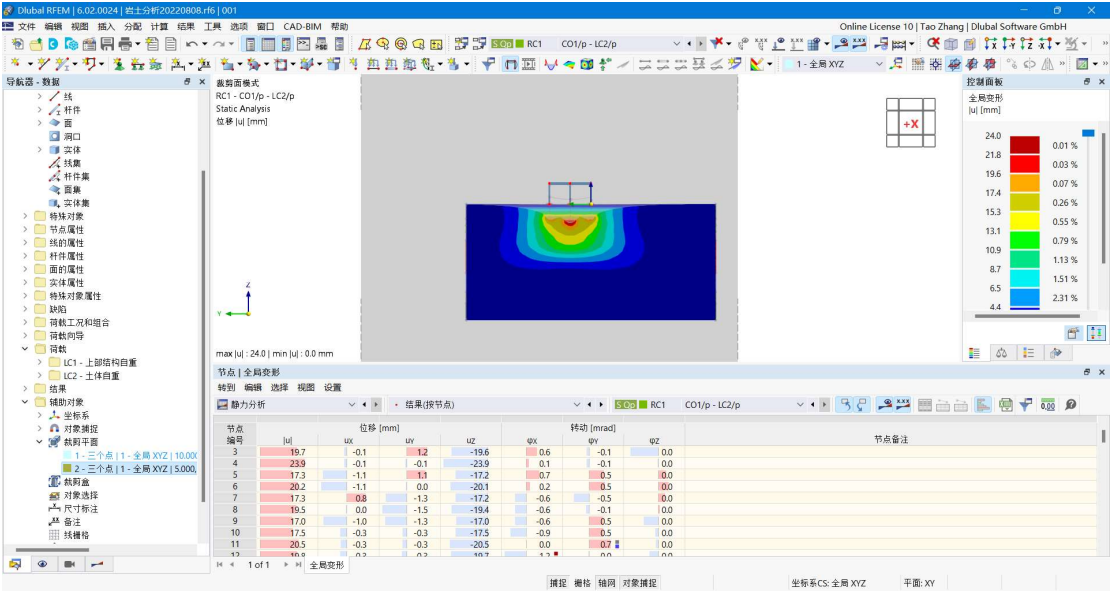 Dlubal RFEM | 6.02.0024 | 岩土分析20220808.rf6 | 001
文件 编辑 视图 插入 分配 计算 结果 工具 选项 窗口 CAD-BIM 帮助
Online License 10 | Tao Zhang | Dlubal Software GmbH
S Qp RC1 CO1/p - LC2/p
1 - 全局 XYZ
导航器 - 数据
线
杆件
面
洞口
实体
线集
杆件集
面集
实体集
特殊对象
节点属性
线的属性
杆件属性
面的属性
实体属性
特殊对象属性
缺陷
荷载工况和组合
荷载向导
荷载
LC1 - 上部结构自重
LC2 - 土体自重
结果
辅助对象
坐标系
对象捕捉
裁剪平面
1 - 三个点 | 1 - 全局 XYZ | 10.000
2 - 三个点 | 1 - 全局 XYZ | 5.000,
裁剪盒
对象选择
尺寸标注
备注
线栅格
裁剪面模式
RC1 - CO1/p - LC2/p
Static Analysis
位移 |u| [mm]
+X
Z
Y
max |u| : 24.0 | min |u| : 0.0 mm
控制面板
全局变形
|u| [mm]
24.0
0.01 %
21.8
0.03 %
19.6
0.07 %
17.4
0.26 %
15.3
0.55 %
13.1
0.79 %
10.9
1.13 %
8.7
1.51 %
6.5
2.31 %
4.4
节点 | 全局变形
转到 编辑 选择 视图 设置
静力分析 结果(按节点) S Qp RC1 CO1/p - LC2/p
节点 位移 [mm] 转动 [mrad]
编号 |u| ux uY uZ φX φY φZ 节点备注
3 19.7 -0.1 1.2 -19.6 0.6 -0.1 0.0
4 23.9 -0.1 -0.1 -23.9 0.1 -0.1 0.0
5 17.3 -1.1 1.1 -17.2 0.7 0.5 0.0
6 20.2 -1.1 0.0 -20.1 0.2 0.5 0.0
7 17.3 0.8 -1.3 -17.2 -0.6 -0.5 0.0
8 19.5 0.0 -1.5 -19.4 -0.6 -0.1 0.0
9 17.0 -1.0 -1.3 -17.0 -0.6 0.5 0.0
10 17.5 -0.3 -0.3 -17.5 -0.9 0.5 0.0
11 20.5 -0.3 -0.3 -20.5 0.0 0.7 0.0
1 of 1 全局变形
捕捉 栅格 轴网 对象捕捉
坐标系CS: 全局 XYZ 平面: XY